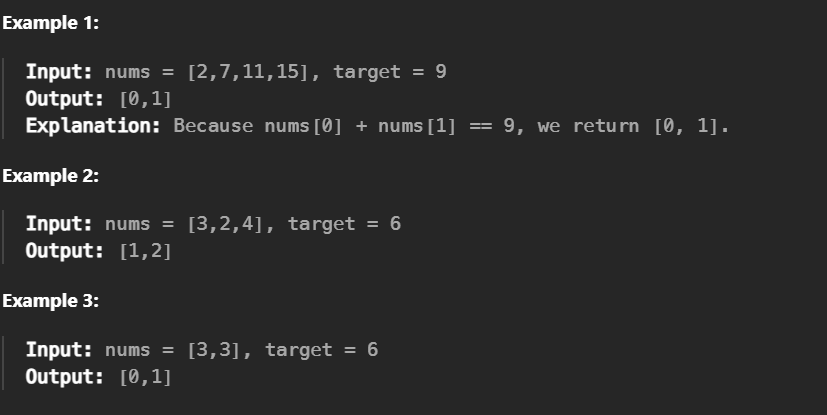 Example 1:
Input: nums = [2,7,11,15], target = 9
Output: [0,1]
Explanation: Because nums[0] + nums[1] == 9, we return [0, 1].
Example 2:
Input: nums = [3,2,4], target = 6
Output: [1,2]
Example 3:
Input: nums = [3,3], target = 6
Output: [0,1]